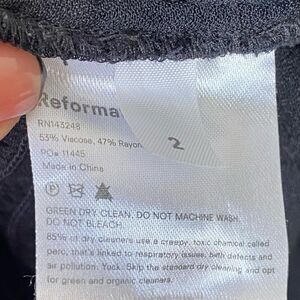 Reforma
RN143248
53% Viscose, 47% Rayon
PO# 11445
Made in China
2
GREEN DRY CLEAN. DO NOT MACHINE WASH.
DO NOT BLEACH.
85% of dry cleaners use a creepy, toxic chamical called
perc, that's linked to respiratory issues, birth defects and
air pollution. Yuck. Skip the standard dry cleaning and opt
for green and organic cleaners.